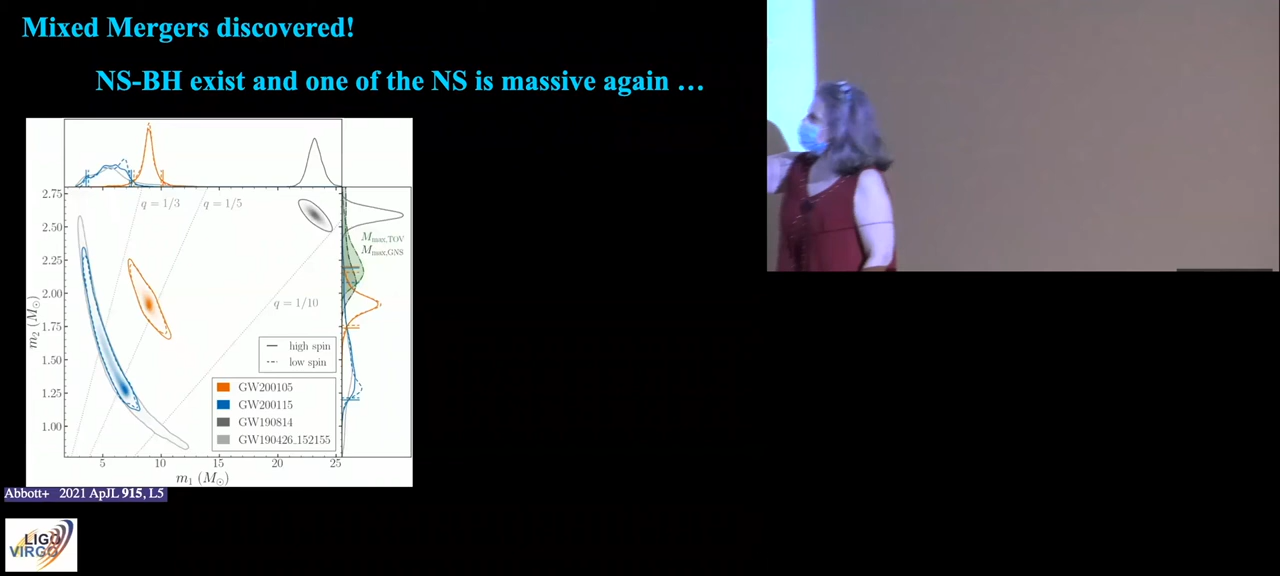 Mixed Mergers discovered!
NS-BH exist and one of the NS is massive again …
2.75
2.50
2.25
2.00
1.75
1.50
1.25
1.00
m₂ (M⊙)
q = 1/3
q = 1/5
q = 1/10
Mmax,TOV
Mmax,GNS
high spin
low spin
GW200105
GW200115
GW190814
GW190426_152155
5
10
15
20
25
m₁ (M⊙)
Abbott+ 2021 ApJL 915, L5
LIGO
VIRGO